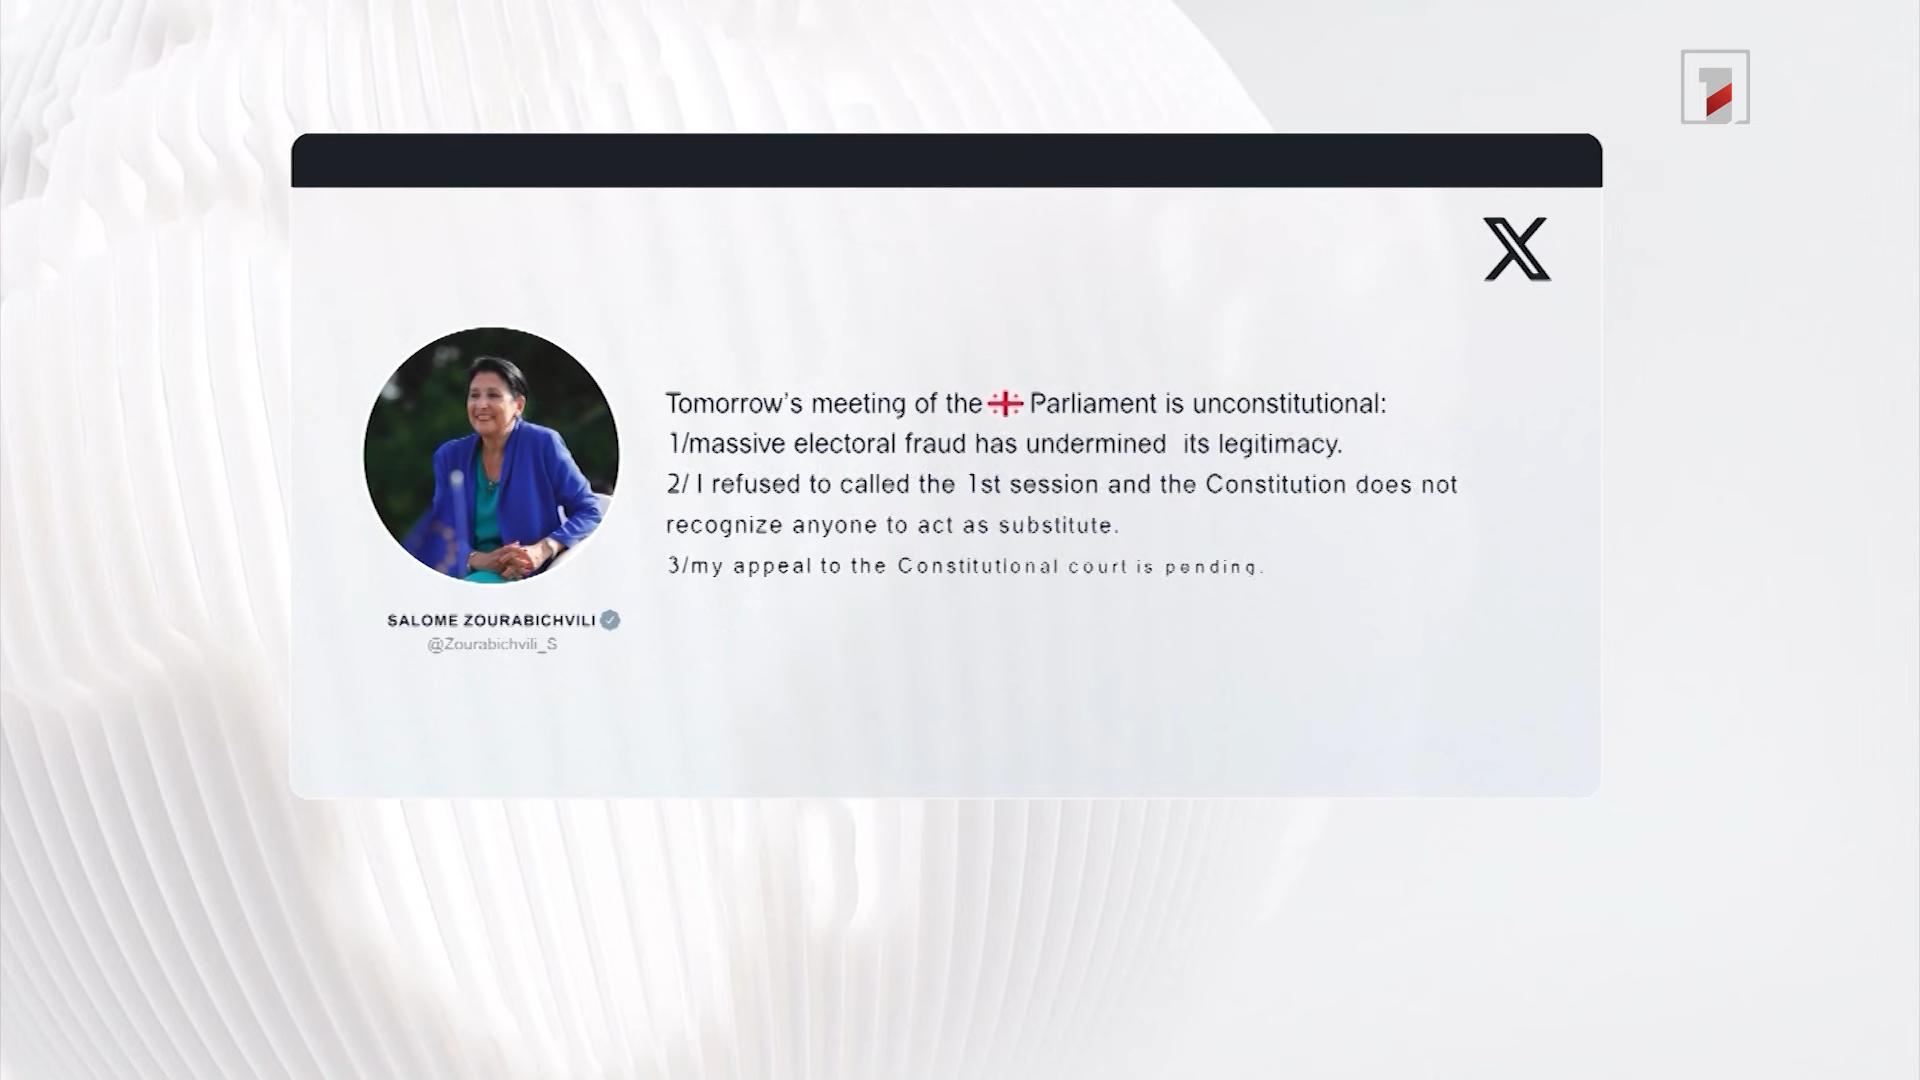 Tomorrow's meeting of the Parliament is unconstitutional:
1/massive electoral fraud has undermined its legitimacy.
2/ I refused to called the 1st session and the Constitution does not
recognize anyone to act as substitute.
3/my appeal to the Constitutional court is pending.
SALOME ZOURABICHVILI
@Zourabichvili_S